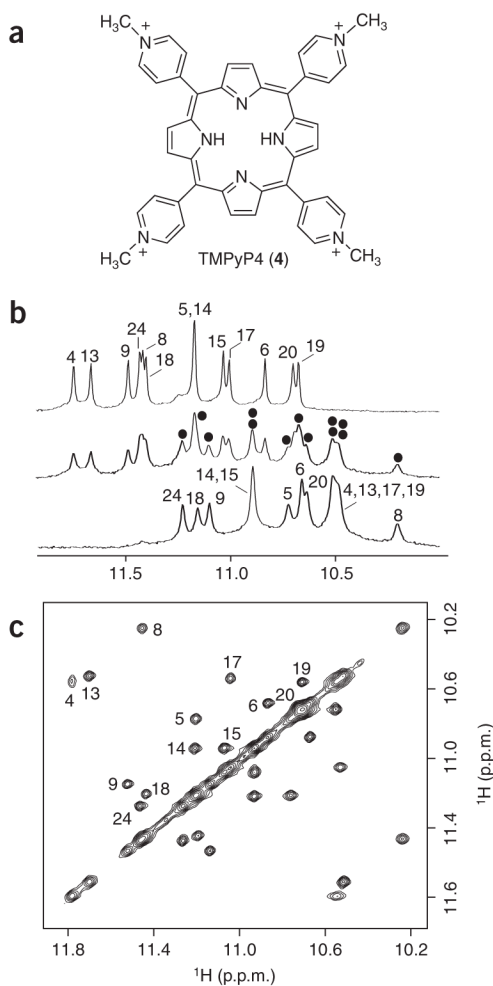 a
CH₃
H₃C
N
+
N
+
N
NH
HN
N
H₃C
N
+
N
+
CH₃
TMPyP4 (4)
b
5,14
24
8
15
17
4 13
9
18
6
20
19
14,15
6
24
18
9
5
20
4,13,17,19
8
11.5 11.0 10.5
c
8
17
19
4
13
6
20
5
14
15
9
18
24
10.2
10.6
11.0
11.4
11.6
¹H (p.p.m.)
11.8 11.4 11.0 10.6 10.2
¹H (p.p.m.)